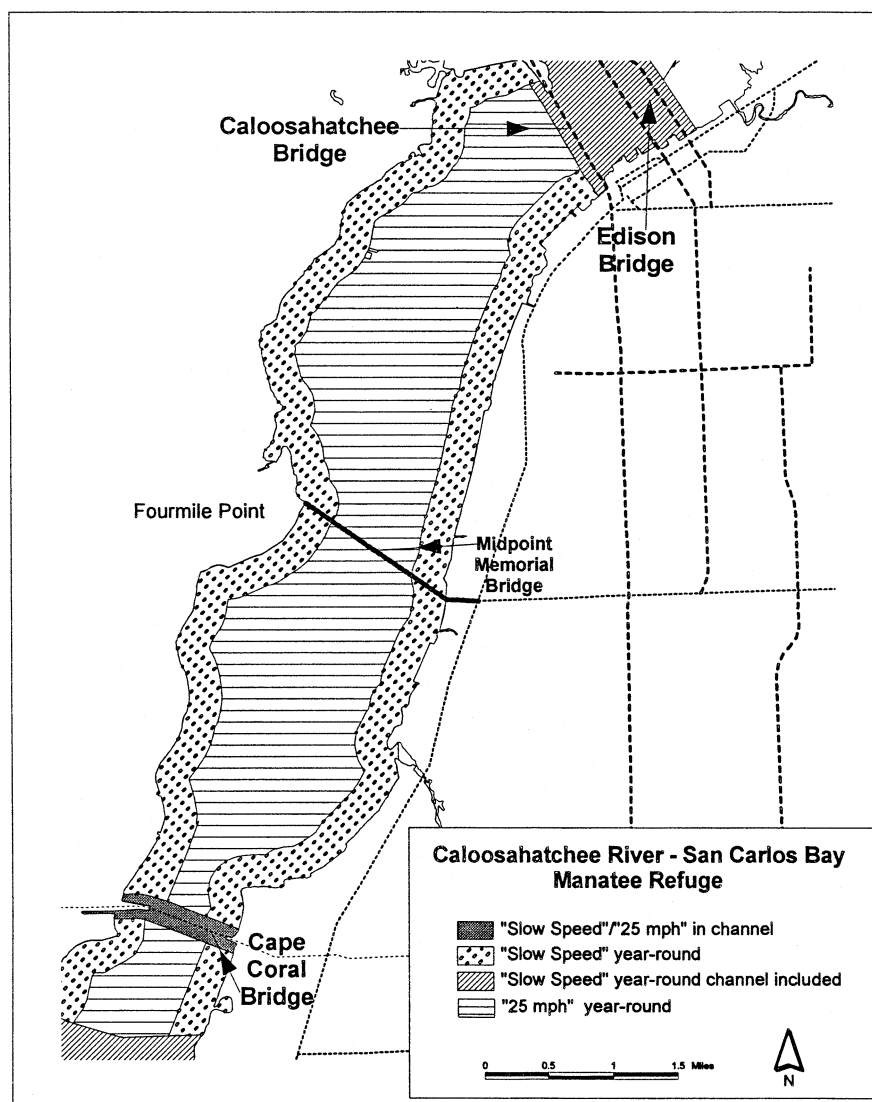 Caloosahatchee
Bridge
Edison
Bridge
Fourmile Point
Midpoint
Memorial
Bridge
Cape
Coral
Bridge
Caloosahatchee River - San Carlos Bay
Manatee Refuge
"Slow Speed"/"25 mph" in channel
"Slow Speed" year-round
"Slow Speed" year-round channel included
"25 mph" year-round
0 0.5 1 1.5 Miles
N